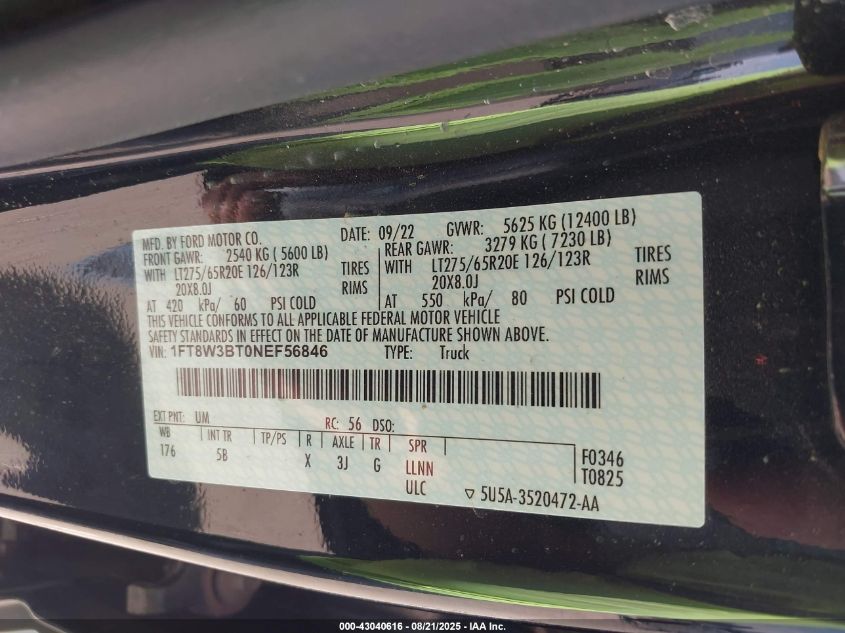 MFD. BY FORD MOTOR CO. DATE: 09/22 GVWR: 5625 KG (12400 LB)
FRONT GAWR: 2540 KG ( 5600 LB) REAR GAWR: 3279 KG ( 7230 LB)
WITH LT275/65R20E 126/123R TIRES WITH LT275/65R20E 126/123R TIRES
20X8.0J RIMS 20X8.0J RIMS
AT 420 kPa/ 60 PSI COLD AT 550 kPa/ 80 PSI COLD
THIS VEHICLE CONFORMS TO ALL APPLICABLE FEDERAL MOTOR VEHICLE
SAFETY STANDARDS IN EFFECT ON THE DATE OF MANUFACTURE SHOWN ABOVE.
VIN: 1FT8W3BT0NEF56846 TYPE: Truck
EXT PNT: UM RC: 56 DSO:
WB INT TR TP/PS R AXLE TR SPR
176 5B X 3J G LLNN F0346
ULC T0825
5U5A-3520472-AA
000-43040616 - 08/21/2025 - IAA Inc.